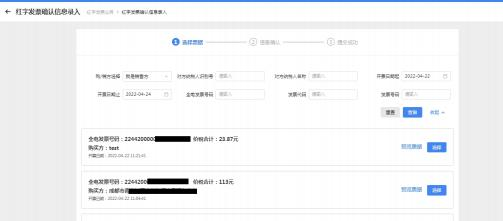 ← 红字发票确认信息录入 红字发票业务 > 红字发票确认信息录入
1 选择票据 2 信息确认 3 提交成功
购/销方选择 我是销售方 对方纳税人识别号 请输入 对方纳税人名称 请输入 开票日期起 2022-04-22
开票日期止 2022-04-24 全电发票号码 请输入 发票代码 请输入 发票号码 请输入
重置 查询 收起
全电发票号码：2244200000 价税合计：23.87元
购买方：test
开票日期：2022-04-22 11:21:41
预览票据 选择
全电发票号码：224420 价税合计：113元
购买方：成都市
开票日期：2022-04-22 11:04:41
预览票据 选择